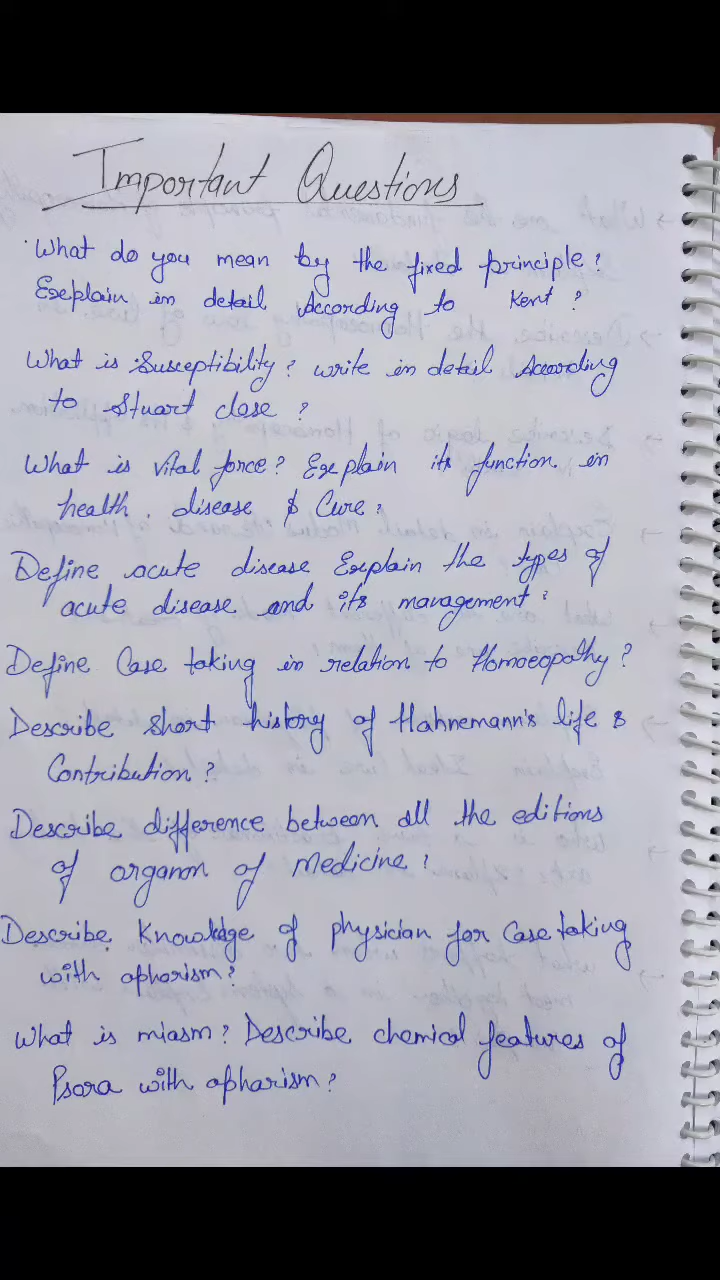 Important Questions
What do you mean by the fixed principle?
Explain in detail According to Kent ?
What is Susceptibility? write in detail According
to Stuart close ?
What is vital force? Explain its function in
health. disease & Cure?
Define acute disease Explain the types of
acute disease and its management?
Define Case taking in relation to Homoeopathy?
Describe short history of Hahnemann's life &
Contribution ?
Describe difference between all the editions
of organon of medicine?
Describe Knowledge of physician for Case taking
with apharism?
What is miasm? Describe chemical features of
Psora with apharism?